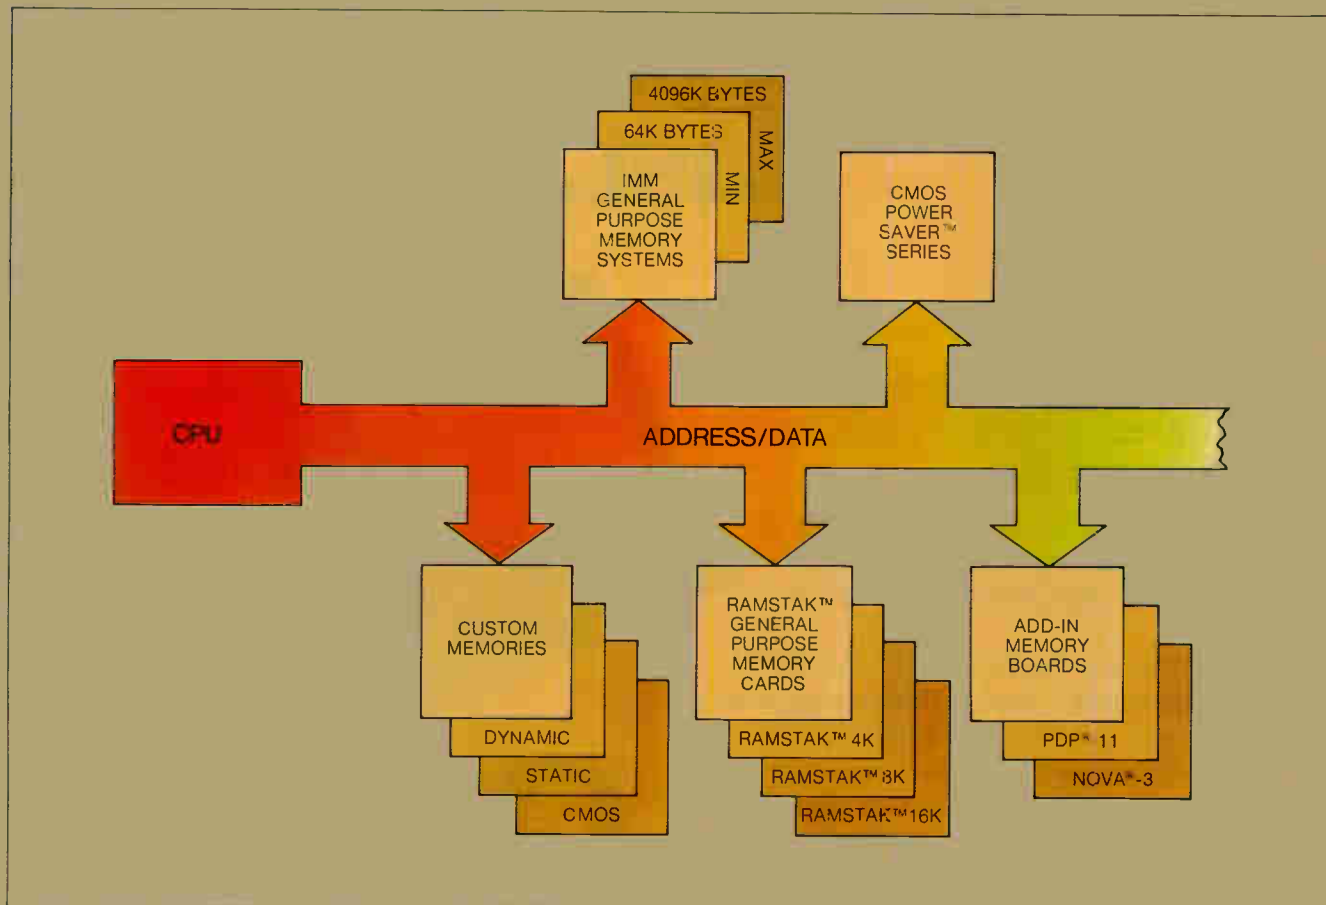 4096K BYTES
MAX
64K BYTES
MIN
IMM
GENERAL
PURPOSE
MEMORY
SYSTEMS
CMOS
POWER
SAVER™
SERIES
CPU
ADDRESS/DATA
CUSTOM
MEMORIES
DYNAMIC
STATIC
CMOS
RAMSTAK™
GENERAL
PURPOSE
MEMORY
CARDS
RAMSTAK™ 4K
RAMSTAK™ 8K
RAMSTAK™ 16K
ADD-IN
MEMORY
BOARDS
PDP®-11
NOVA®-3